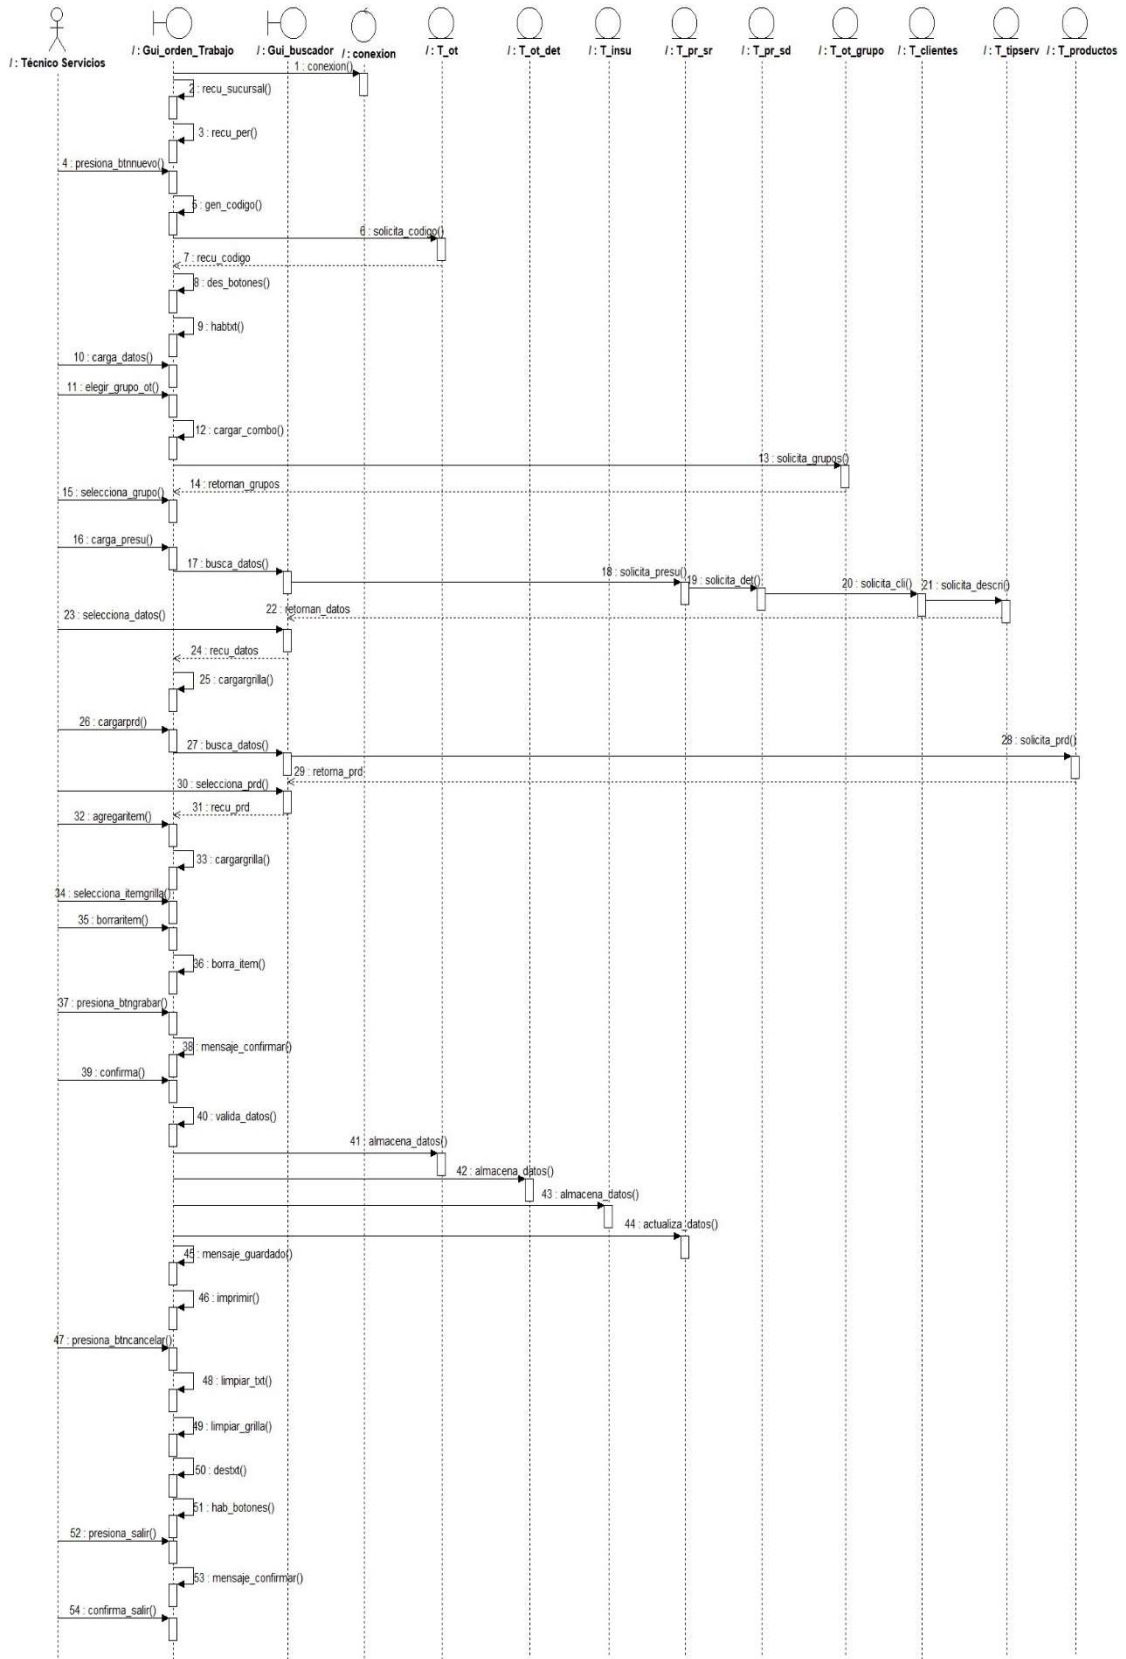 / : Técnico Servicios
/ : Gui_orden_Trabajo
/ : Gui_buscador
/ : conexion
/ : T_ot
/ : T_ot_det
/ : T_insu
/ : T_pr_sr
/ : T_pr_sd
/ : T_ot_grupo
/ : T_clientes
/ : T_tipserv
/ : T_productos
1 : conexion()
2 : recu_sucursal()
3 : recu_per()
4 : presiona_btnnuevo()
5 : gen_codigo()
6 : solicita_codigo()
7 : recu_codigo
8 : des_botones()
9 : habtxt()
10 : carga_datos()
11 : elegir_grupo_ot()
12 : cargar_combo()
13 : solicita_grupos()
14 : retornan_grupos
15 : selecciona_grupo()
16 : carga_presu()
17 : busca_datos()
18 : solicita_presu()
19 : solicita_det()
20 : solicita_cli()
21 : solicita_descri()
22 : retornan_datos
23 : selecciona_datos()
24 : recu_datos
25 : cargargrilla()
26 : cargarprd()
27 : busca_datos()
28 : solicita_prd()
29 : retorna_prd
30 : selecciona_prd()
31 : recu_prd
32 : agregaritem()
33 : cargargrilla()
34 : selecciona_itemgrilla()
35 : borraritem()
36 : borra_item()
37 : presiona_btngrabar()
38 : mensaje_confirmar()
39 : confirma()
40 : valida_datos()
41 : almacena_datos()
42 : almacena_datos()
43 : almacena_datos()
44 : actualiza_datos()
45 : mensaje_guardado()
46 : imprimir()
47 : presiona_btncancelar()
48 : limpiar_txt()
49 : limpiar_grilla()
50 : destxt()
51 : hab_botones()
52 : presiona_salir()
53 : mensaje_confirmar()
54 : confirma_salir()